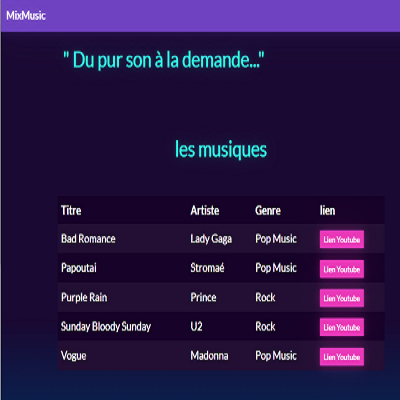 MixMusic
" Du pur son à la demande..."
les musiques
Titre Artiste Genre lien
Bad Romance Lady Gaga Pop Music Lien Youtube
Papoutai Stromaé Pop Music Lien Youtube
Purple Rain Prince Rock Lien Youtube
Sunday Bloody Sunday U2 Rock Lien Youtube
Vogue Madonna Pop Music Lien Youtube